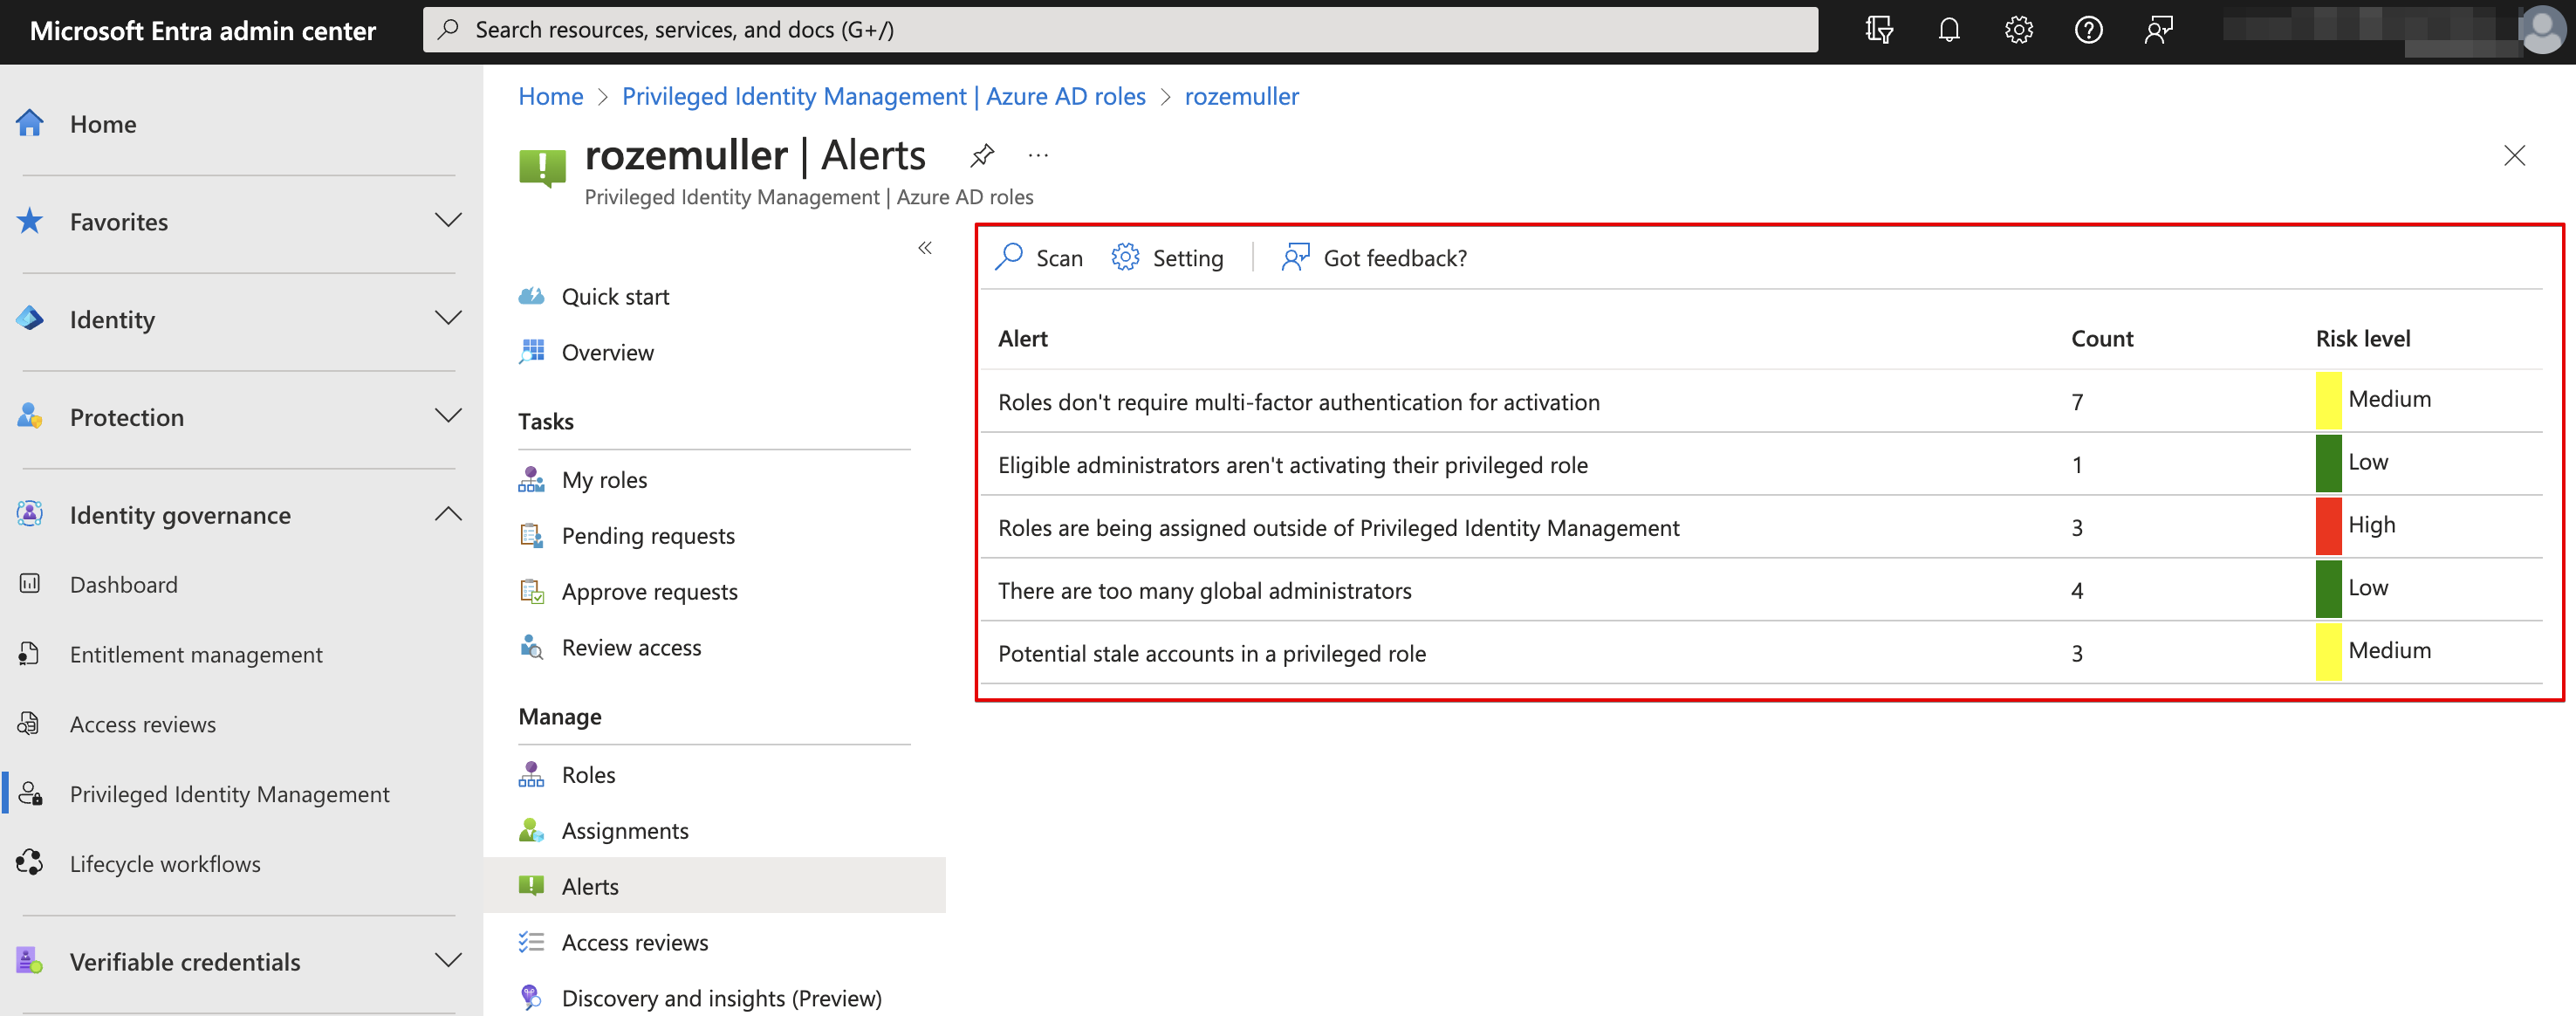 Microsoft Entra admin center
Search resources, services, and docs (G+/)
Home
Favorites
Identity
Protection
Identity governance
Dashboard
Entitlement management
Access reviews
Privileged Identity Management
Lifecycle workflows
Verifiable credentials
Home > Privileged Identity Management | Azure AD roles > rozemuller
rozemuller | Alerts
Privileged Identity Management | Azure AD roles
Quick start
Overview
Tasks
My roles
Pending requests
Approve requests
Review access
Manage
Roles
Assignments
Alerts
Access reviews
Discovery and insights (Preview)
Scan Setting Got feedback?
Alert Count Risk level
Roles don't require multi-factor authentication for activation 7 Medium
Eligible administrators aren't activating their privileged role 1 Low
Roles are being assigned outside of Privileged Identity Management 3 High
There are too many global administrators 4 Low
Potential stale accounts in a privileged role 3 Medium